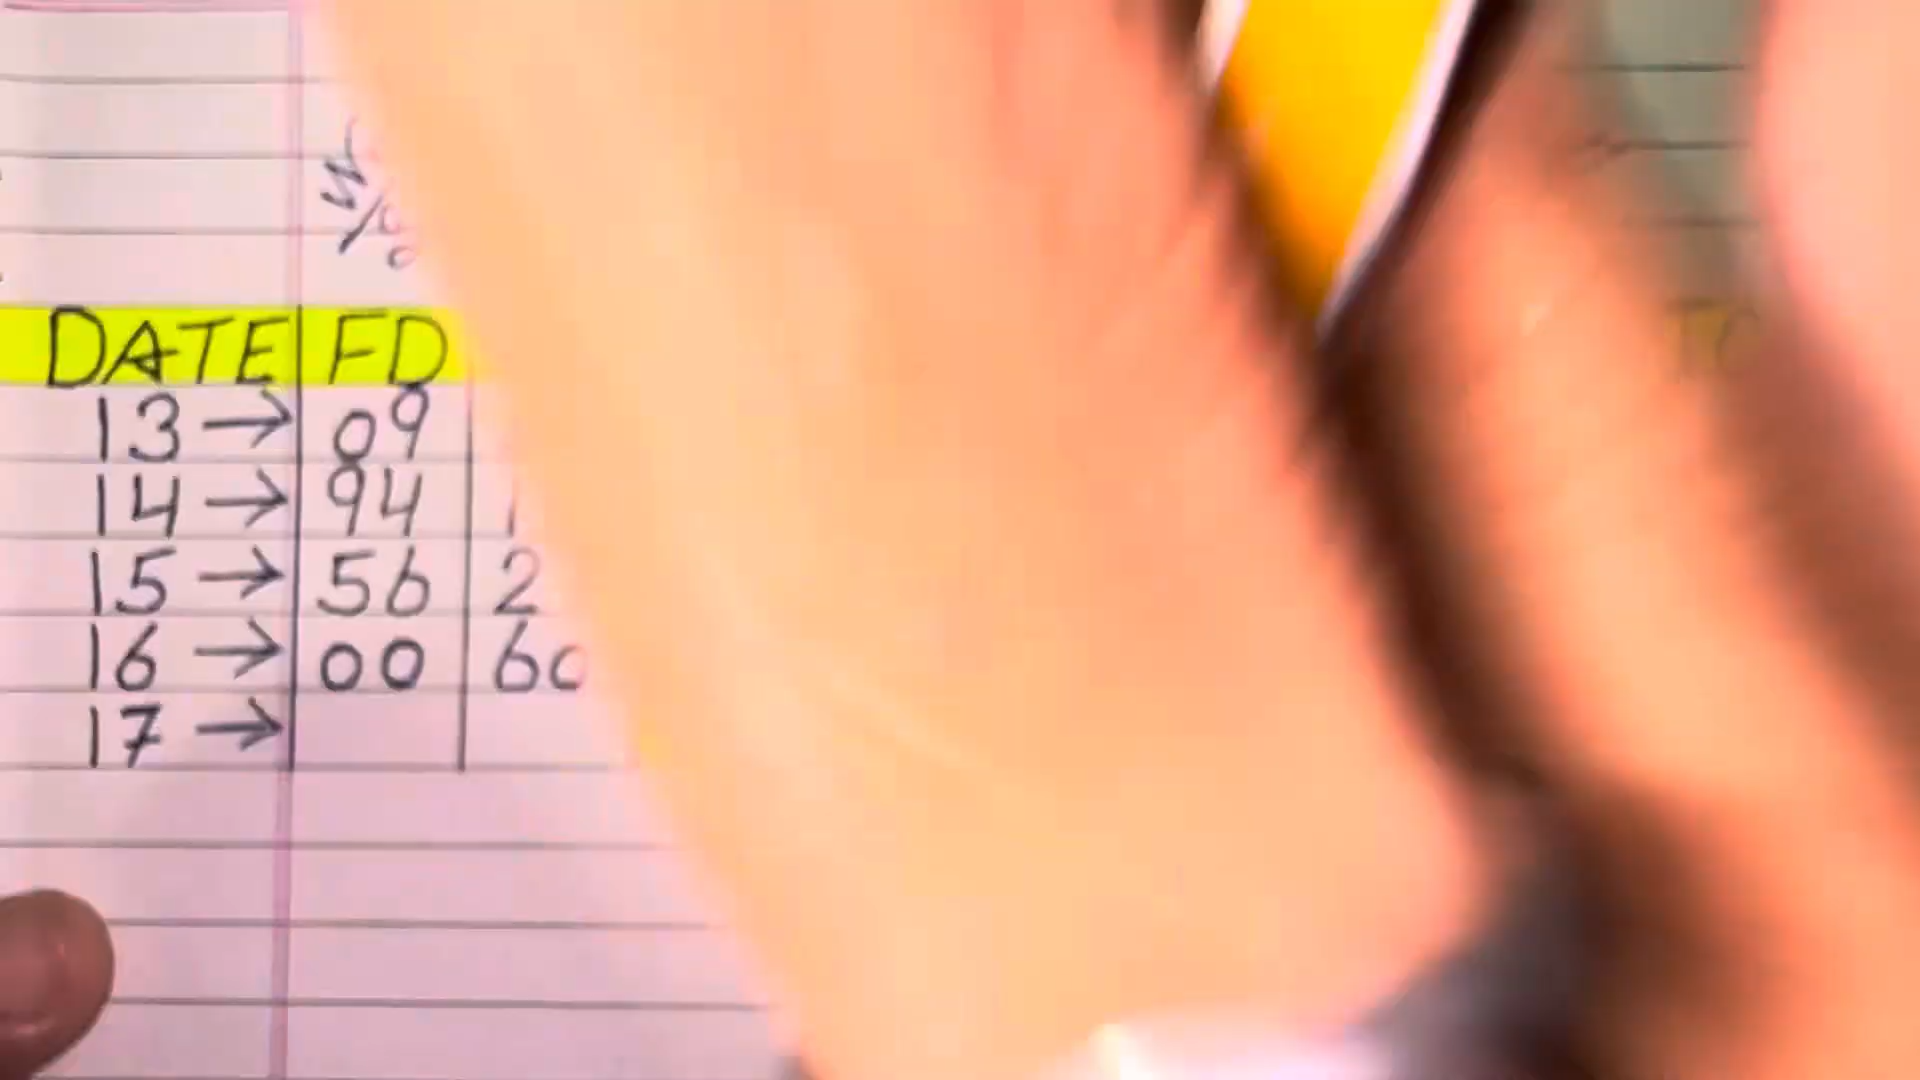 DATE FD
13 → 09
14 → 94
15 → 56 2
16 → 00 60
17 →